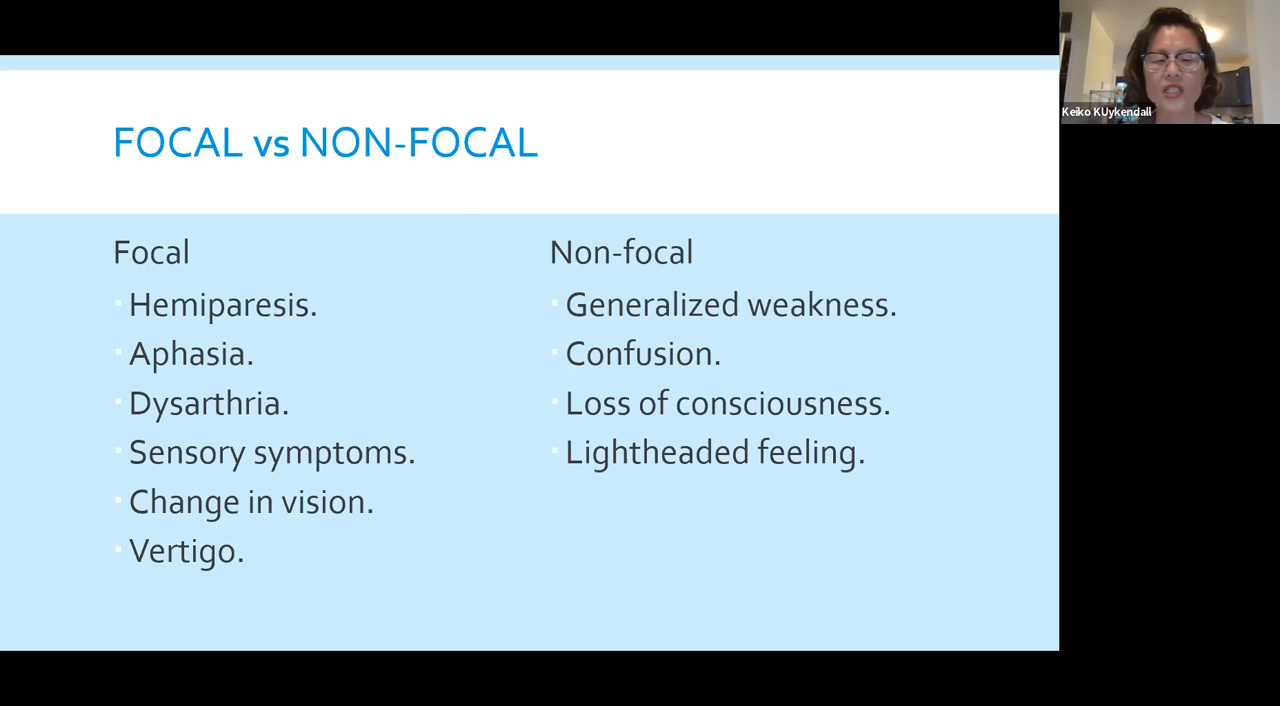 FOCAL vs NON-FOCAL
Focal
Hemiparesis.
Aphasia.
Dysarthria.
Sensory symptoms.
Change in vision.
Vertigo.
Non-focal
Generalized weakness.
Confusion.
Loss of consciousness.
Lightheaded feeling.
Keiko KUykendall